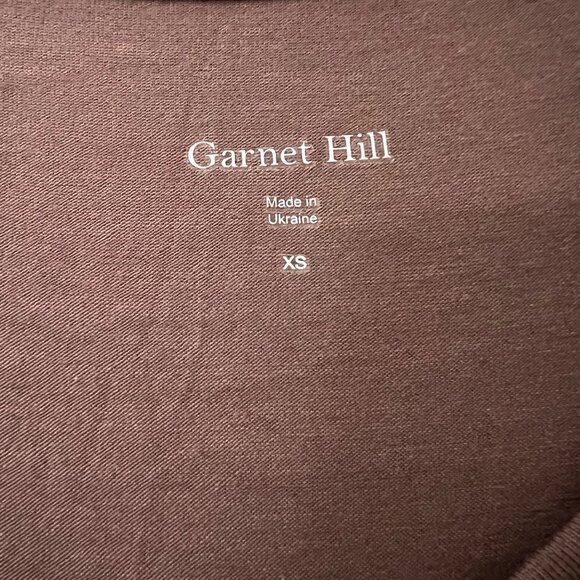 Garnet Hill
Made in
Ukraine
XS